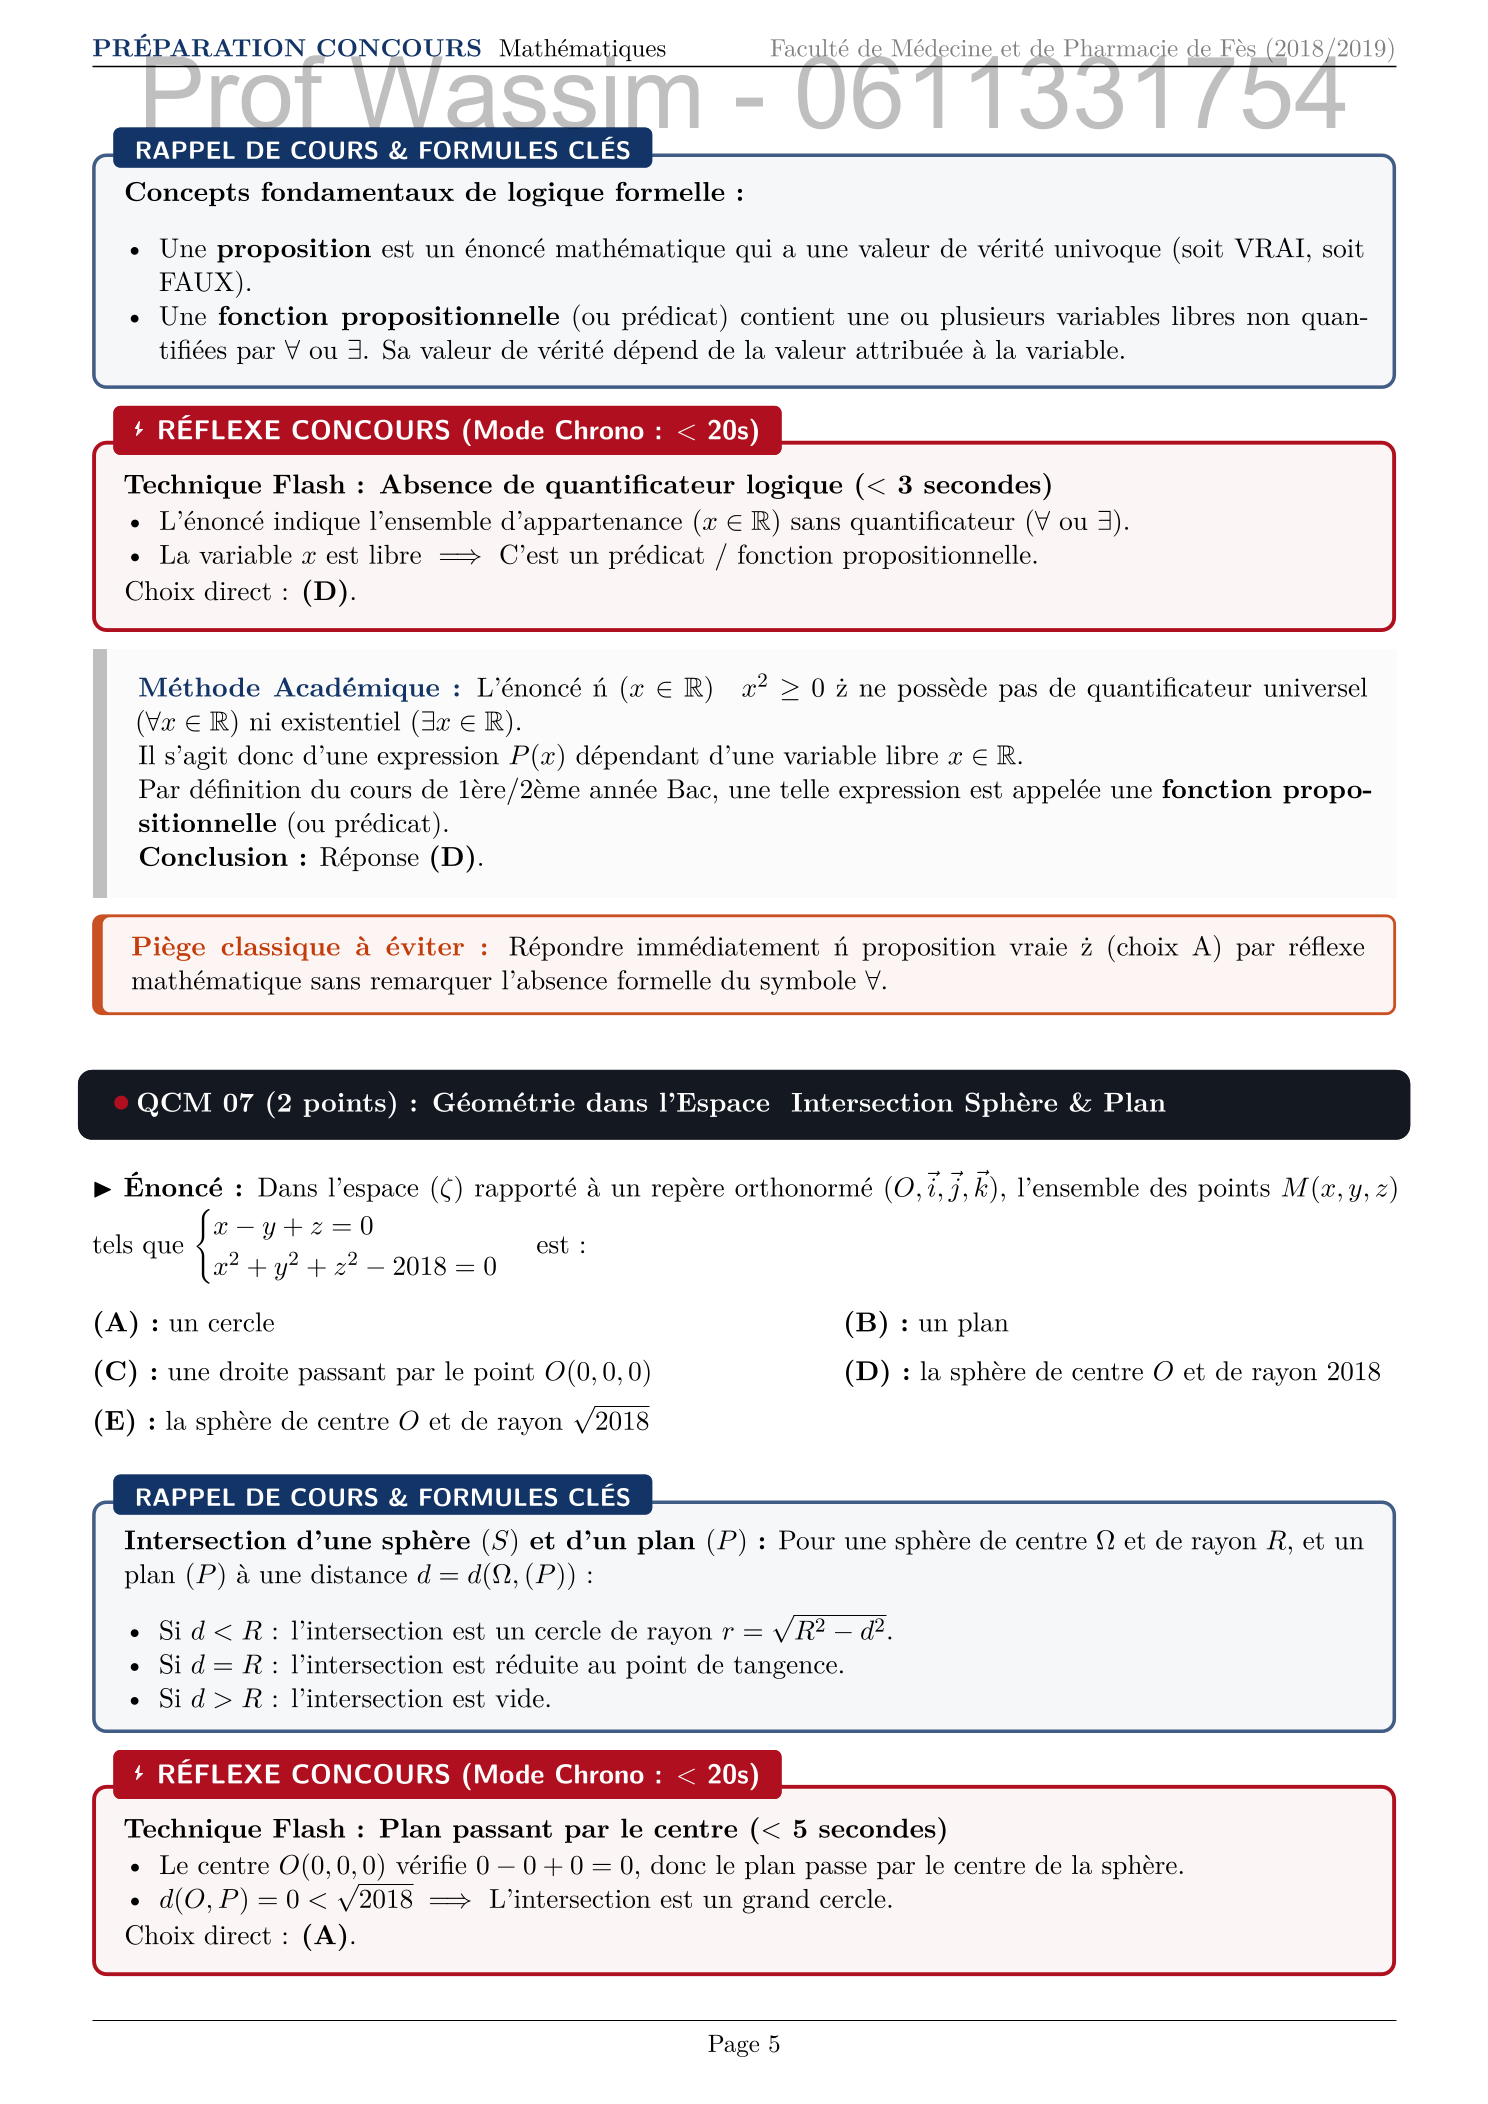 PRÉPARATION CONCOURS Mathématiques Faculté de Médecine et de Pharmacie de Fès (2018/2019)
Prof Wassim - 0611331754
RAPPEL DE COURS & FORMULES CLÉS
Concepts fondamentaux de logique formelle :
• Une proposition est un énoncé mathématique qui a une valeur de vérité univoque (soit VRAI, soit
FAUX).
• Une fonction propositionnelle (ou prédicat) contient une ou plusieurs variables libres non quan-
tifiées par ∀ ou ∃. Sa valeur de vérité dépend de la valeur attribuée à la variable.
RÉFLEXE CONCOURS (Mode Chrono : < 20s)
Technique Flash : Absence de quantificateur logique (< 3 secondes)
• L'énoncé indique l'ensemble d'appartenance (x ∈ ℝ) sans quantificateur (∀ ou ∃).
• La variable x est libre ⟹ C'est un prédicat / fonction propositionnelle.
Choix direct : (D).
Méthode Académique : L'énoncé ń (x ∈ ℝ) x² ≥ 0 ż ne possède pas de quantificateur universel
(∀x ∈ ℝ) ni existentiel (∃x ∈ ℝ).
Il s'agit donc d'une expression P(x) dépendant d'une variable libre x ∈ ℝ.
Par définition du cours de 1ère/2ème année Bac, une telle expression est appelée une fonction propo-
sitionnelle (ou prédicat).
Conclusion : Réponse (D).
Piège classique à éviter : Répondre immédiatement ń proposition vraie ż (choix A) par réflexe
mathématique sans remarquer l'absence formelle du symbole ∀.
• QCM 07 (2 points) : Géométrie dans l'Espace Intersection Sphère & Plan
▶ Énoncé : Dans l'espace (ζ) rapporté à un repère orthonormé (O, i⃗, j⃗, k⃗), l'ensemble des points M(x, y, z)
tels que { x − y + z = 0
x² + y² + z² − 2018 = 0 est :
(A) : un cercle (B) : un plan
(C) : une droite passant par le point O(0, 0, 0) (D) : la sphère de centre O et de rayon 2018
(E) : la sphère de centre O et de rayon √2018
RAPPEL DE COURS & FORMULES CLÉS
Intersection d'une sphère (S) et d'un plan (P) : Pour une sphère de centre Ω et de rayon R, et un
plan (P) à une distance d = d(Ω, (P)) :
• Si d < R : l'intersection est un cercle de rayon r = √(R² − d²).
• Si d = R : l'intersection est réduite au point de tangence.
• Si d > R : l'intersection est vide.
RÉFLEXE CONCOURS (Mode Chrono : < 20s)
Technique Flash : Plan passant par le centre (< 5 secondes)
• Le centre O(0, 0, 0) vérifie 0 − 0 + 0 = 0, donc le plan passe par le centre de la sphère.
• d(O, P) = 0 < √2018 ⟹ L'intersection est un grand cercle.
Choix direct : (A).
Page 5